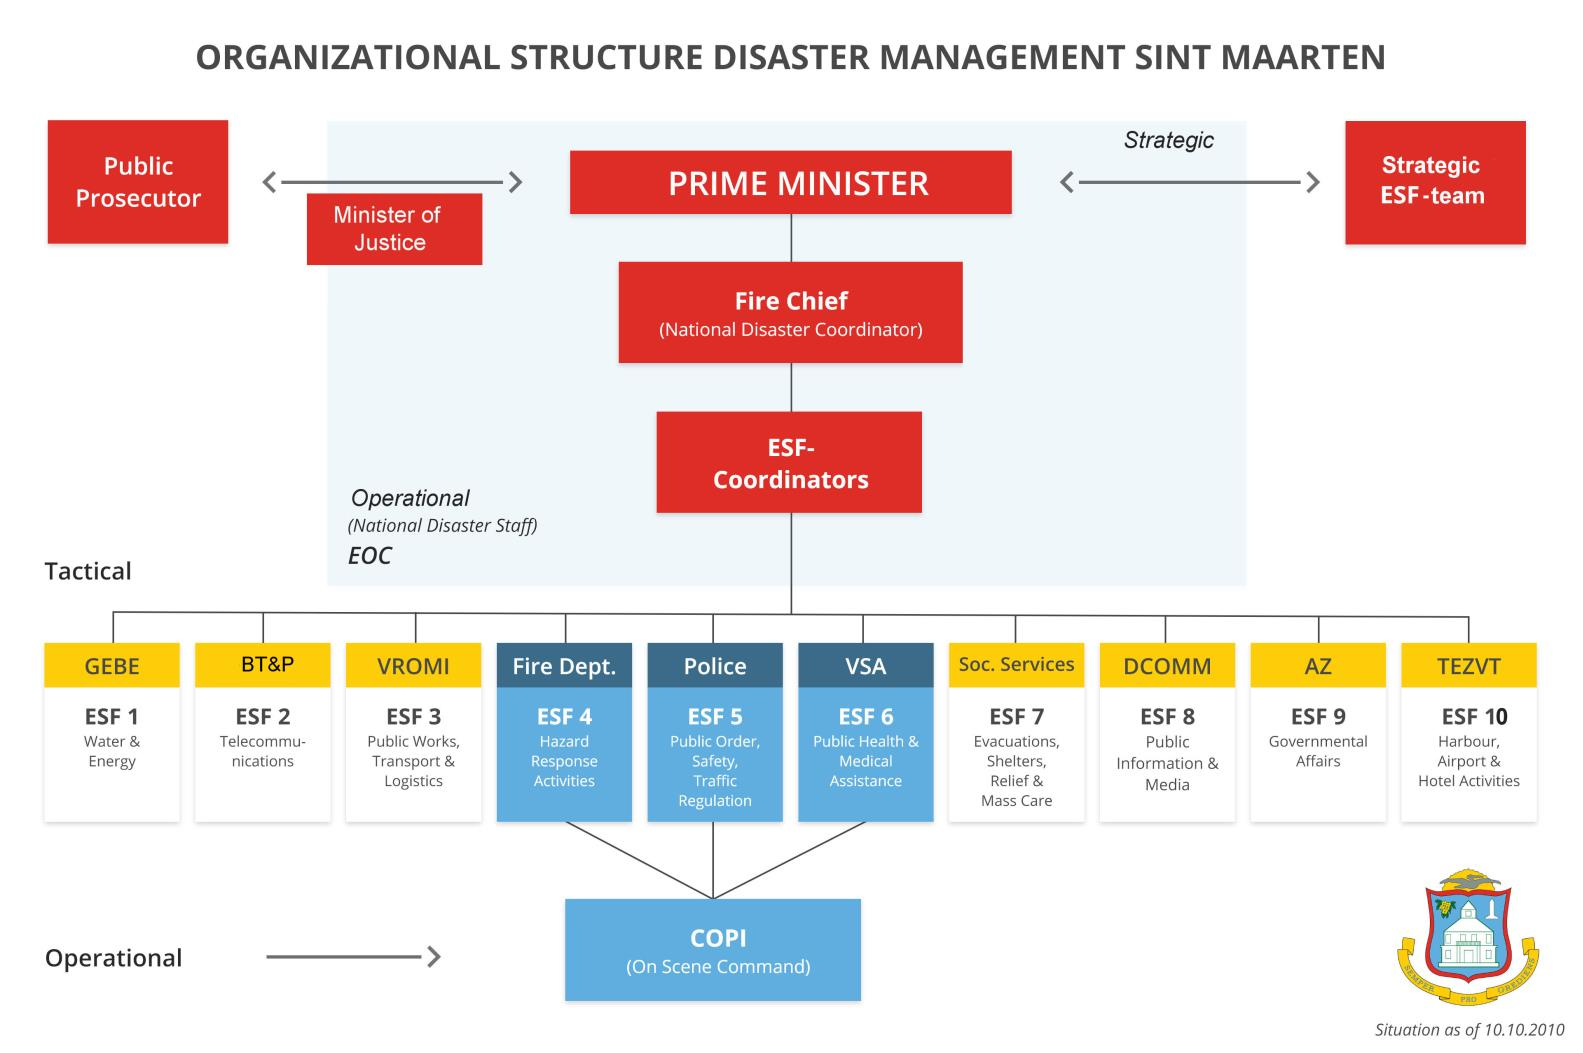 ORGANIZATIONAL STRUCTURE DISASTER MANAGEMENT SINT MAARTEN
Public
Prosecutor
Minister of
Justice
PRIME MINISTER
Strategic
Strategic
ESF-team
Fire Chief
(National Disaster Coordinator)
ESF-
Coordinators
Operational
(National Disaster Staff)
EOC
Tactical
GEBE
ESF 1
Water &
Energy
BT&P
ESF 2
Telecommu-
nications
VROMI
ESF 3
Public Works,
Transport &
Logistics
Fire Dept.
ESF 4
Hazard
Response
Activities
Police
ESF 5
Public Order,
Safety,
Traffic
Regulation
VSA
ESF 6
Public Health &
Medical
Assistance
Soc. Services
ESF 7
Evacuations,
Shelters,
Relief &
Mass Care
DCOMM
ESF 8
Public
Information &
Media
AZ
ESF 9
Governmental
Affairs
TEZVT
ESF 10
Harbour,
Airport &
Hotel Activities
Operational
COPI
(On Scene Command)
SEMPER PRO GREDIENS
Situation as of 10.10.2010